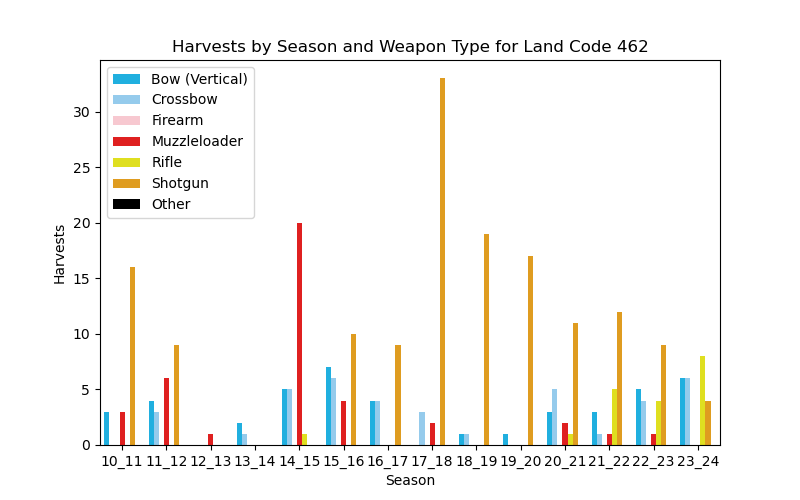 Harvests by Season and Weapon Type for Land Code 462
Bow (Vertical)
Crossbow
Firearm
Muzzleloader
Rifle
Shotgun
Other
Harvests
30
25
20
15
10
5
0
10_11 11_12 12_13 13_14 14_15 15_16 16_17 17_18 18_19 19_20 20_21 21_22 22_23 23_24
Season